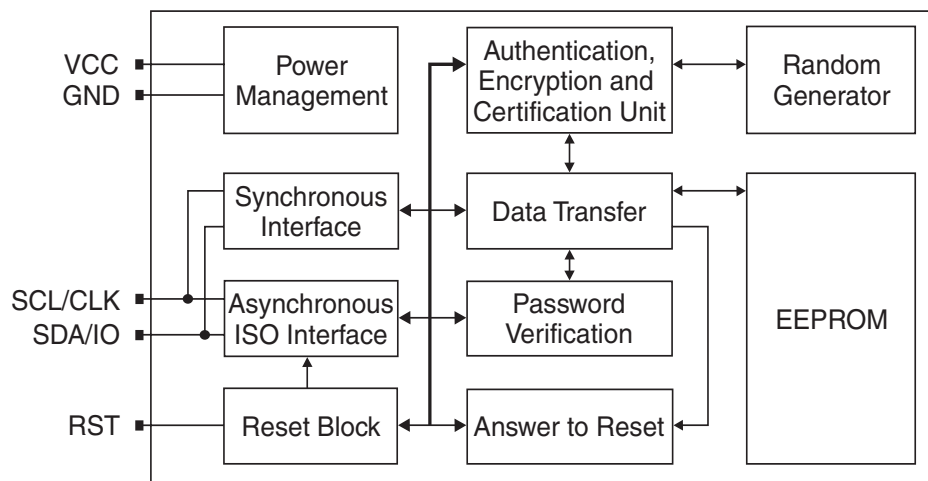 VCC
GND
Power
Management
Authentication,
Encryption and
Certification Unit
Random
Generator
Synchronous
Interface
Data Transfer
SCL/CLK
SDA/IO
Asynchronous
ISO Interface
Password
Verification
EEPROM
RST
Reset Block
Answer to Reset